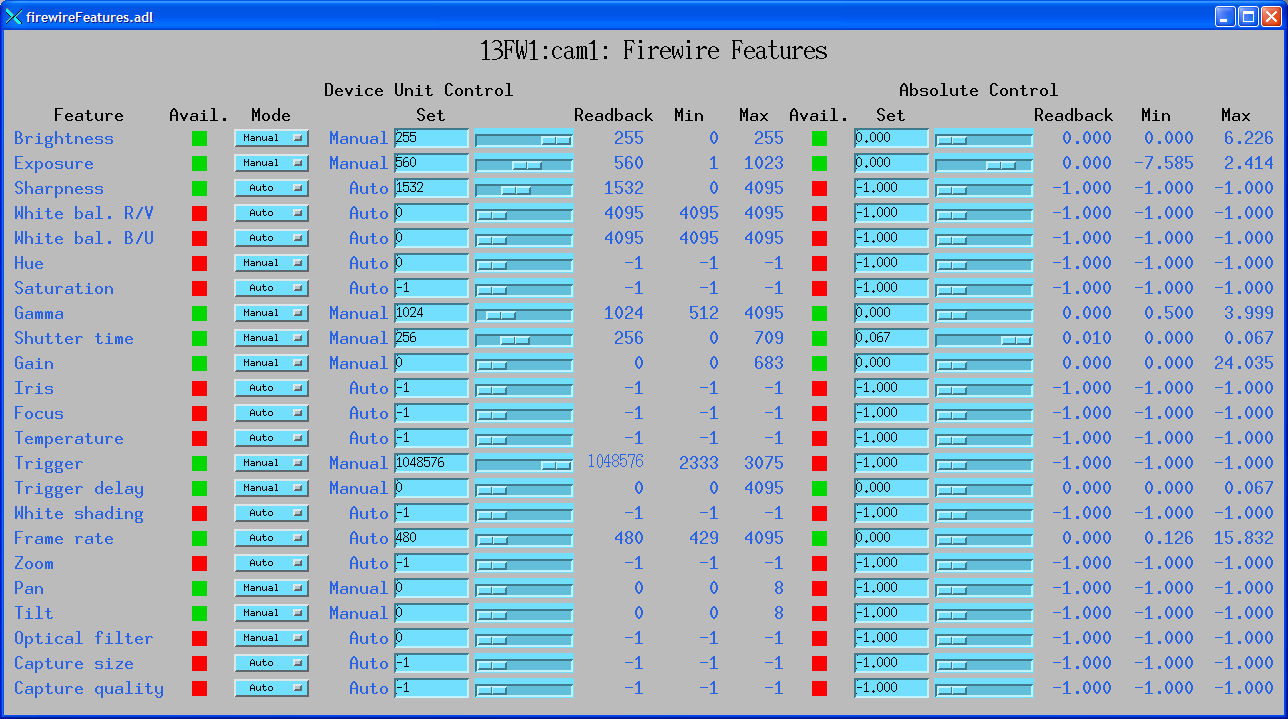 firewireFeatures.adl
13FW1:cam1: Firewire Features
Device Unit Control Absolute Control
Feature Avail. Mode Set Readback Min Max Avail. Set Readback Min Max
Brightness Manual Manual 255 255 0 255 0.000 0.000 0.000 6.226
Exposure Manual Manual 560 560 1 1023 0.000 0.000 -7.585 2.414
Sharpness Auto Auto 1532 1532 0 4095 -1.000 -1.000 -1.000 -1.000
White bal. R/V Auto Auto 0 4095 4095 4095 -1.000 -1.000 -1.000 -1.000
White bal. B/U Auto Auto 0 4095 4095 4095 -1.000 -1.000 -1.000 -1.000
Hue Manual Auto 0 -1 -1 -1 -1.000 -1.000 -1.000 -1.000
Saturation Auto Auto -1 -1 -1 -1 -1.000 -1.000 -1.000 -1.000
Gamma Manual Manual 1024 1024 512 4095 0.000 0.000 0.500 3.999
Shutter time Manual Manual 256 256 0 709 0.067 0.010 0.000 0.067
Gain Manual Manual 0 0 0 683 0.000 0.000 0.000 24.035
Iris Auto Auto -1 -1 -1 -1 -1.000 -1.000 -1.000 -1.000
Focus Auto Auto -1 -1 -1 -1 -1.000 -1.000 -1.000 -1.000
Temperature Auto Auto -1 -1 -1 -1 -1.000 -1.000 -1.000 -1.000
Trigger Manual Manual 1048576 1048576 2333 3075 -1.000 -1.000 -1.000 -1.000
Trigger delay Manual Manual 0 0 0 4095 0.000 0.000 0.000 0.067
White shading Manual Auto -1 -1 -1 -1 -1.000 -1.000 -1.000 -1.000
Frame rate Auto Auto 480 480 429 4095 0.000 0.000 0.126 15.832
Zoom Auto Auto -1 -1 -1 -1 -1.000 -1.000 -1.000 -1.000
Pan Manual Manual 0 0 0 8 -1.000 -1.000 -1.000 -1.000
Tilt Manual Manual 0 0 0 8 -1.000 -1.000 -1.000 -1.000
Optical filter Manual Auto 0 -1 -1 -1 -1.000 -1.000 -1.000 -1.000
Capture size Auto Auto -1 -1 -1 -1 -1.000 -1.000 -1.000 -1.000
Capture quality Auto Auto -1 -1 -1 -1 -1.000 -1.000 -1.000 -1.000